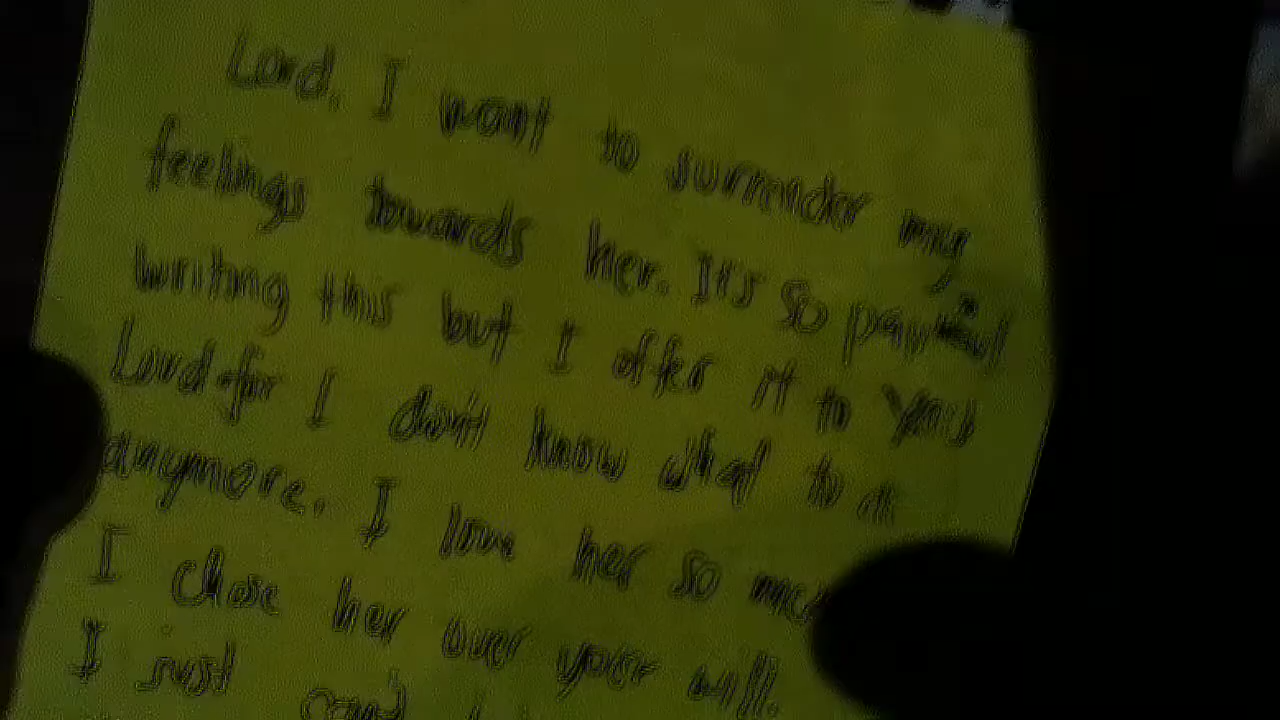 Lord, I want to surrender my
feelings towards her. It's so painful
writing this but I offer it to you
Lord for I don't know what to do
anymore. I love her so
I chose her over your will.
I just can't